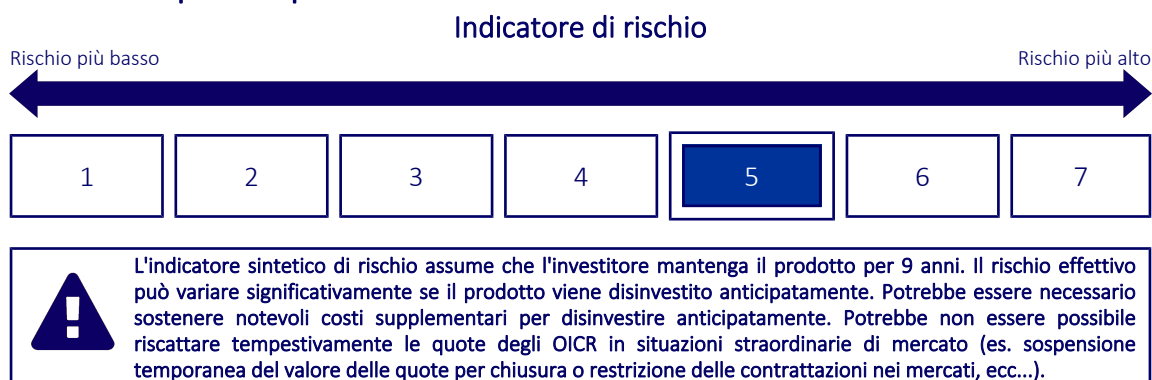 Indicatore di rischio
Rischio più basso
Rischio più alto
1
2
3
4
5
6
7
L'indicatore sintetico di rischio assume che l'investitore mantenga il prodotto per 9 anni. Il rischio effettivo
può variare significativamente se il prodotto viene disinvestito anticipatamente. Potrebbe essere necessario
sostenere notevoli costi supplementari per disinvestire anticipatamente. Potrebbe non essere possibile
riscattare tempestivamente le quote degli OICR in situazioni straordinarie di mercato (es. sospensione
temporanea del valore delle quote per chiusura o restrizione delle contrattazioni nei mercati, ecc...).